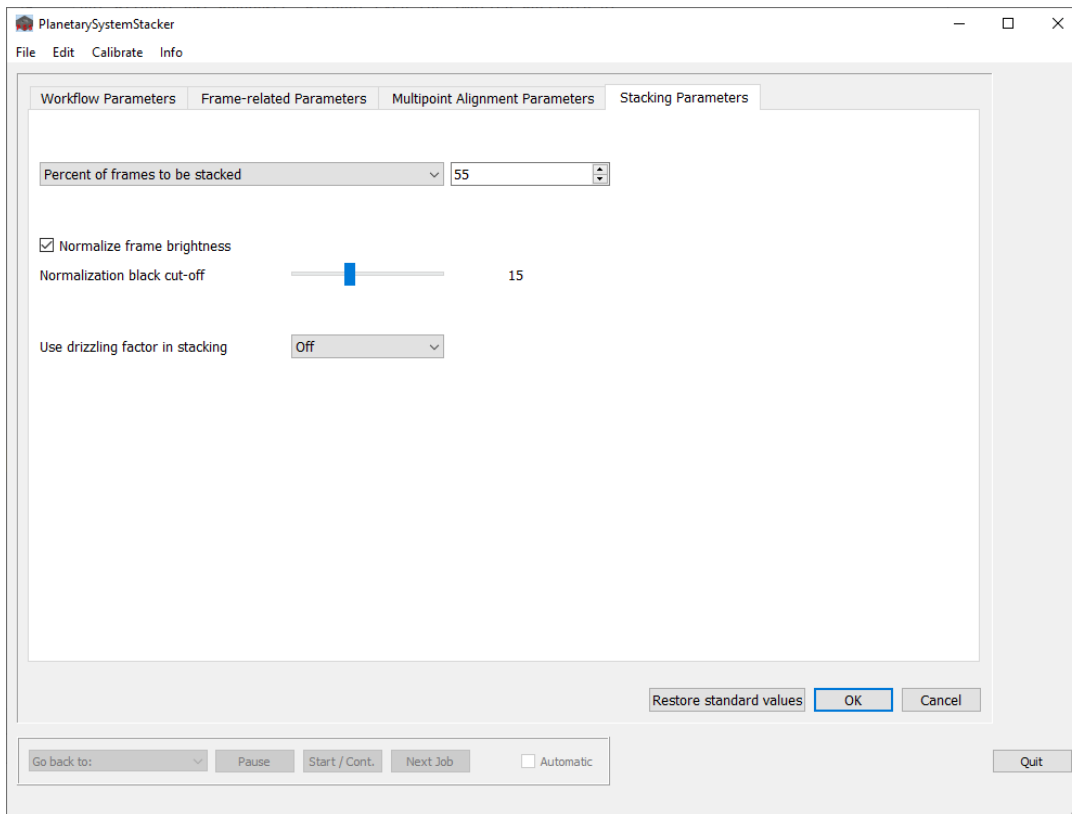 PlanetarySystemStacker
File Edit Calibrate Info
Workflow Parameters Frame-related Parameters Multipoint Alignment Parameters Stacking Parameters
Percent of frames to be stacked 55
Normalize frame brightness
Normalization black cut-off 15
Use drizzling factor in stacking Off
Restore standard values OK Cancel
Go back to: Pause Start / Cont. Next Job Automatic Quit